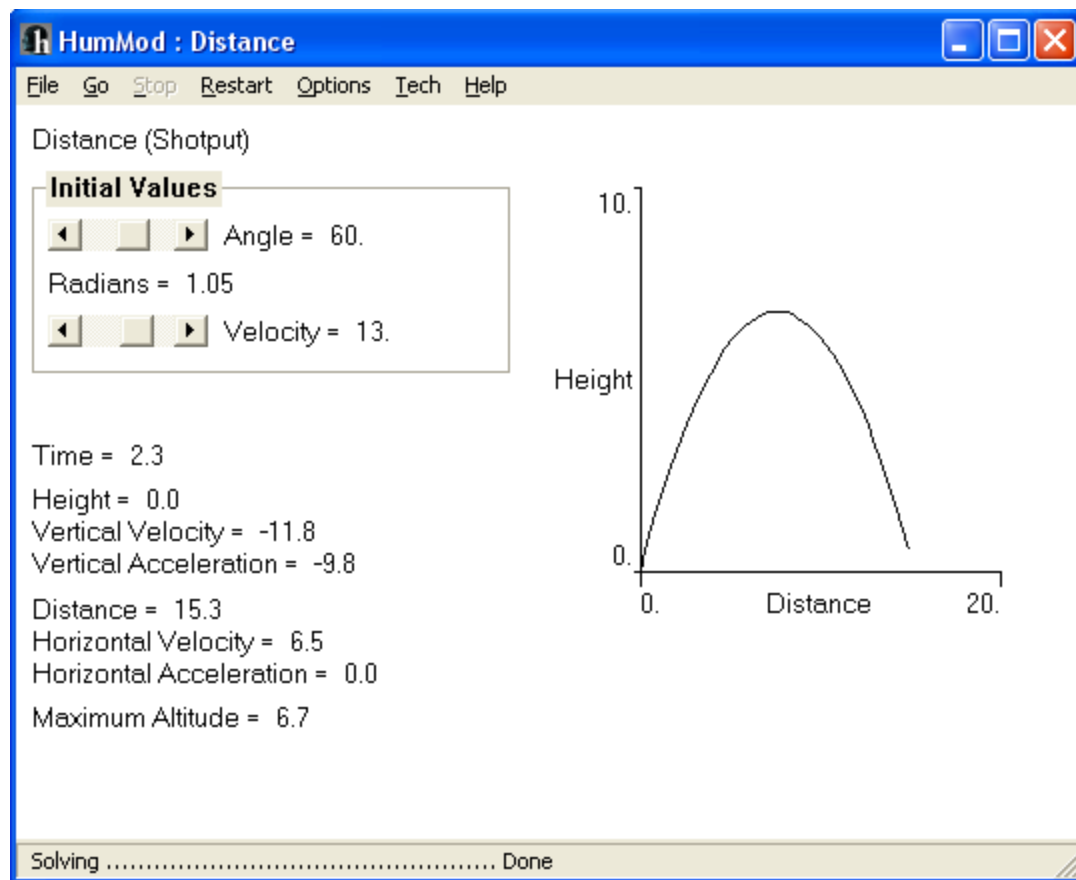 HumMod : Distance
File Go Stop Restart Options Tech Help
Distance (Shotput)
Initial Values
Angle = 60.
Radians = 1.05
Velocity = 13.
Time = 2.3
Height = 0.0
Vertical Velocity = -11.8
Vertical Acceleration = -9.8
Distance = 15.3
Horizontal Velocity = 6.5
Horizontal Acceleration = 0.0
Maximum Altitude = 6.7
10.
Height
0.
0. Distance 20.
Solving ................................................. Done